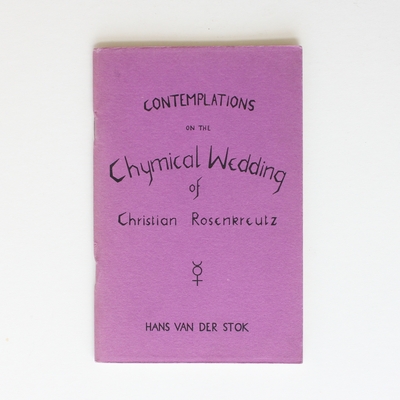 CONTEMPLATIONS
ON THE
Chymical Wedding
of
Christian Rosenkreutz
☿
HANS VAN DER STOK